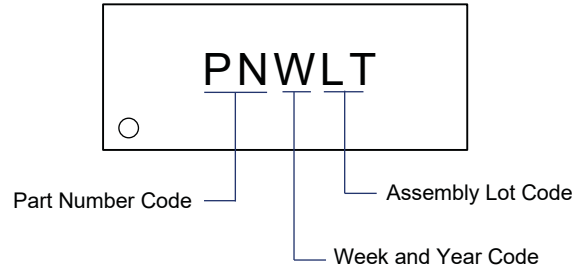 PNWLT
Part Number Code
Assembly Lot Code
Week and Year Code